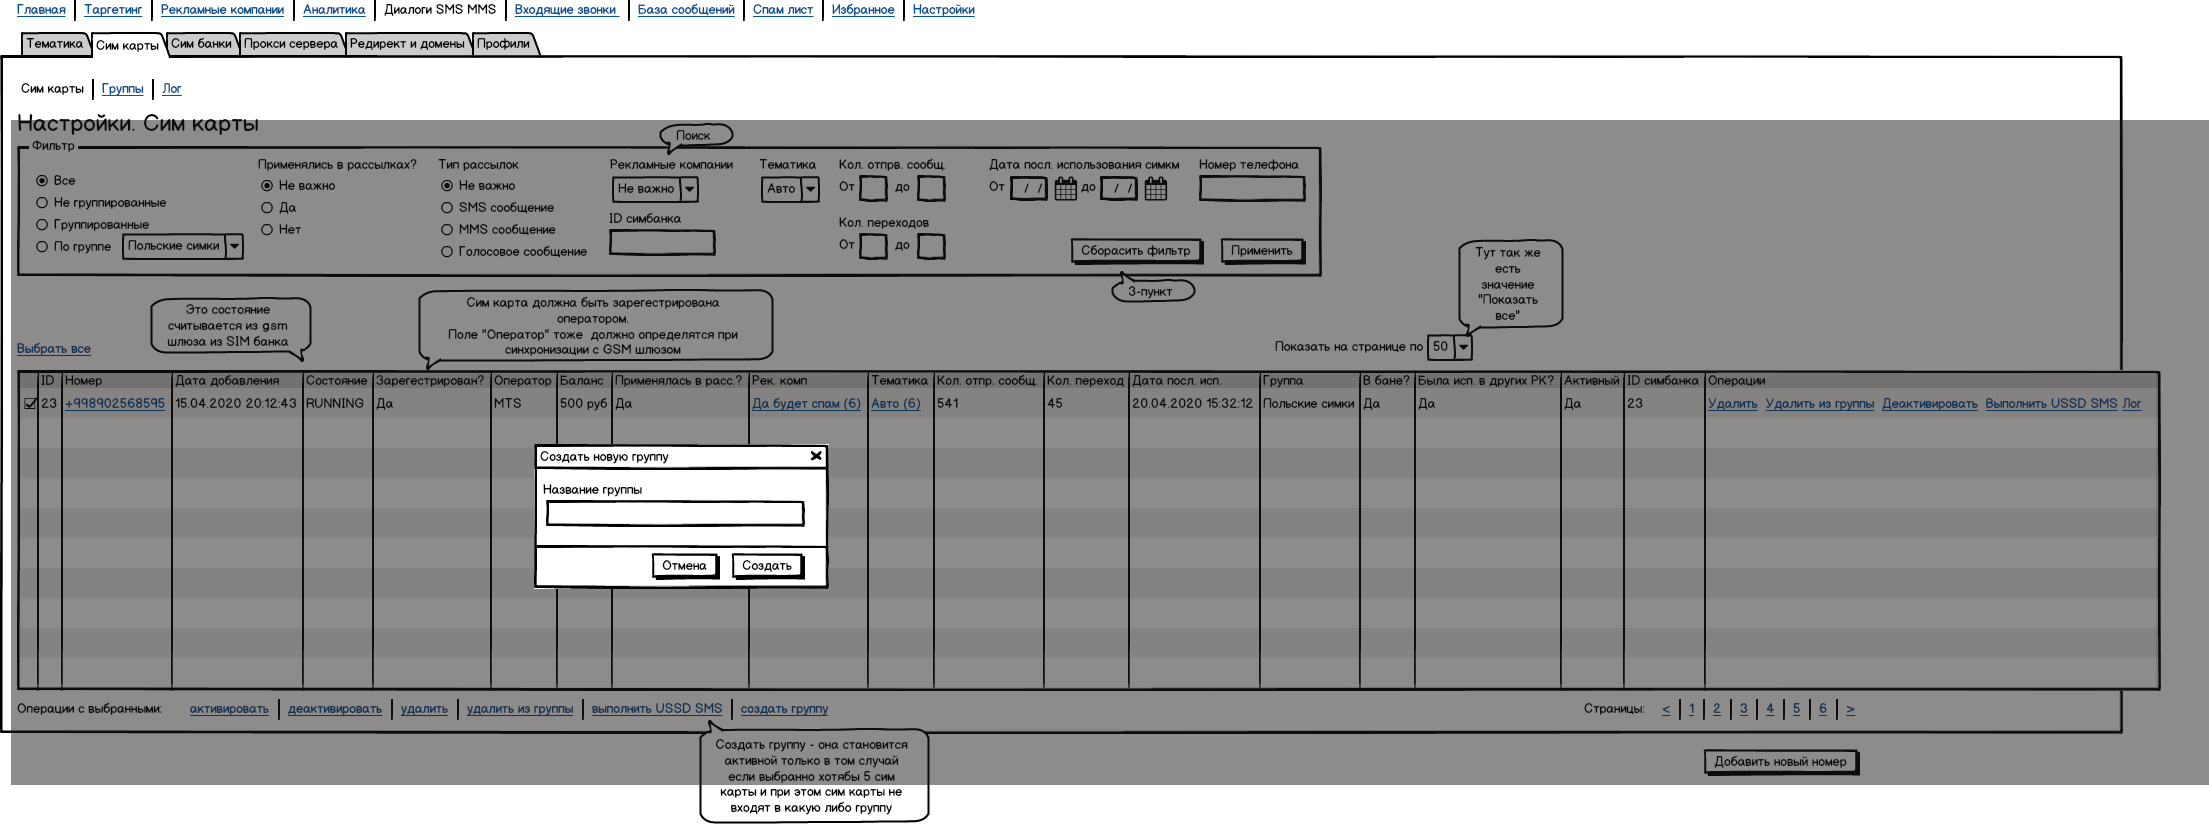 Главная Таргетинг Рекламные компании Аналитика Диалоги SMS MMS Входящие звонки База сообщений Спам лист Избранное Настройки
Тематика Сим карты Сим банки Прокси сервера Редирект и домены Профили
Сим карты Группы Лог
Настройки. Сим карты
Поиск
Фильтр
Все
Не группированные
Группированные
По группе Польские симки
Применялись в рассылках?
Не важно
Да
Нет
Тип рассылок
Не важно
SMS сообщение
MMS сообщение
Голосовое сообщение
Рекламные компании
Не важно
ID симбанка
Тематика
Авто
Кол. отпрв. сообщ.
От до
Кол. переходов
От до
Дата посл. использования симкм
От / / до / /
Номер телефона
Сборасить фильтр Применить
3-пункт
Тут так же
есть
значение
"Показать
все"
Это состояние
считывается из gsm
шлюза из SIM банка
Сим карта должна быть зарегестрирована
оператором.
Поле "Оператор" тоже должно определятся при
синхронизации с GSM шлюзом
Выбрать все
Показать на странице по 50
ID Номер Дата добавления Состояние Зарегестрирован? Оператор Баланс Применялась в расс.? Рек. комп Тематика Кол. отпр. сообщ. Кол. переход Дата посл. исп. Группа В бане? Была исп. в других РК? Активный ID симбанка Операции
23 +998902568595 15.04.2020 20:12:43 RUNNING Да MTS 500 руб Да Да будет спам (6) Авто (6) 541 45 20.04.2020 15:32:12 Польские симки Да Да Да 23 Удалить Удалить из группы Деактивировать Выполнить USSD SMS Лог
Создать новую группу
Название группы
Отмена Создать
Операции с выбранными: активировать деактивировать удалить удалить из группы выполнить USSD SMS создать группу
Страницы: < 1 2 3 4 5 6 >
Создать группу - она становится
активной только в том случай
если выбранно хотябы 5 сим
карты и при этом сим карты не
входят в какую либо группу
Добавить новый номер